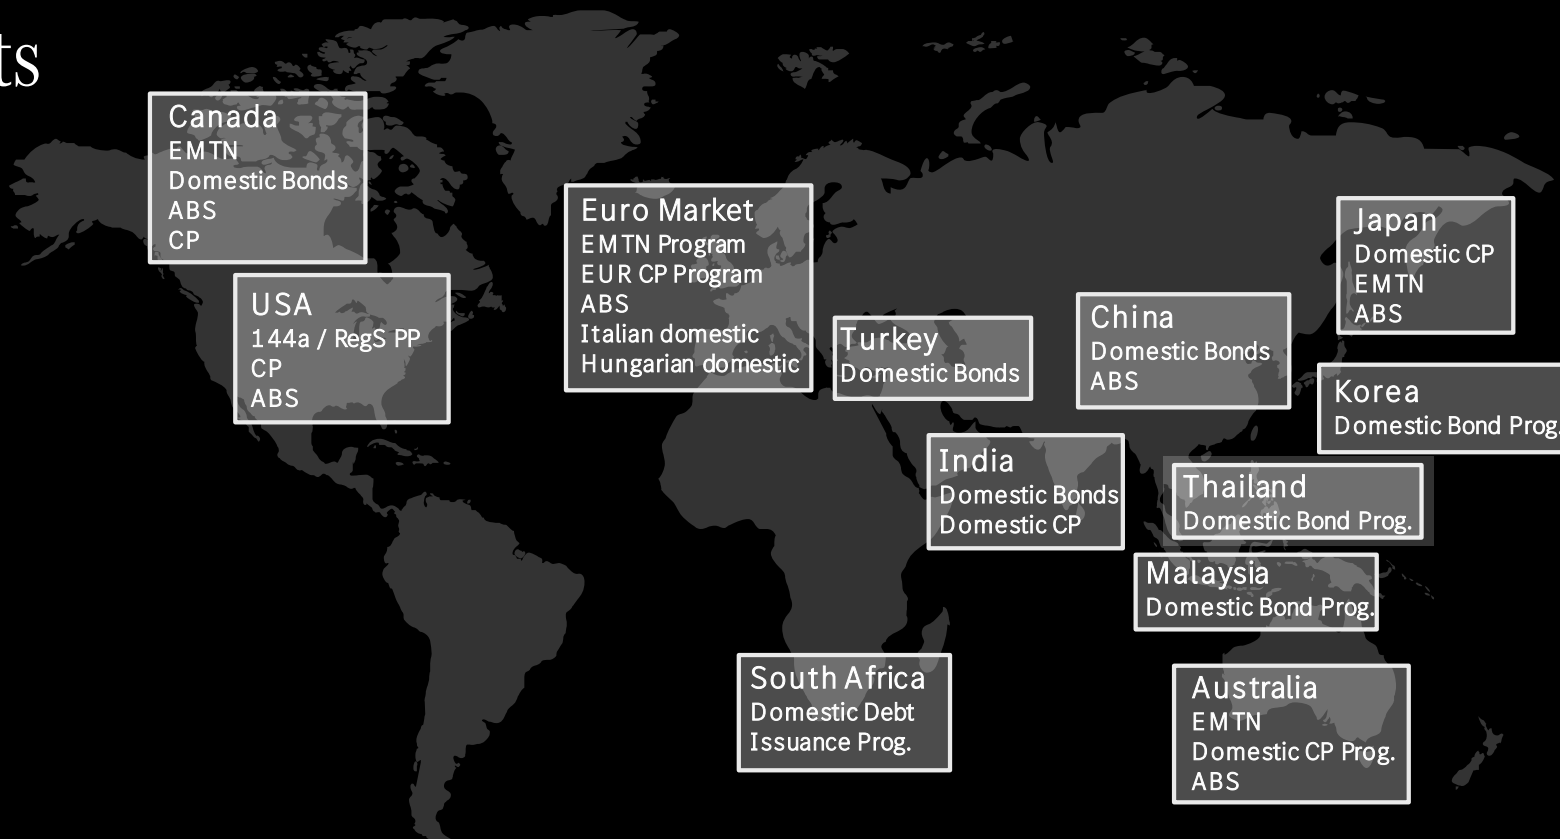 ts
Canada
EMTN
Domestic Bonds
ABS
CP
USA
144a / RegS PP
CP
ABS
Euro Market
EMTN Program
EUR CP Program
ABS
Italian domestic
Hungarian domestic
Turkey
Domestic Bonds
China
Domestic Bonds
ABS
Japan
Domestic CP
EMTN
ABS
Korea
Domestic Bond Prog.
India
Domestic Bonds
Domestic CP
Thailand
Domestic Bond Prog.
Malaysia
Domestic Bond Prog.
South Africa
Domestic Debt
Issuance Prog.
Australia
EMTN
Domestic CP Prog.
ABS